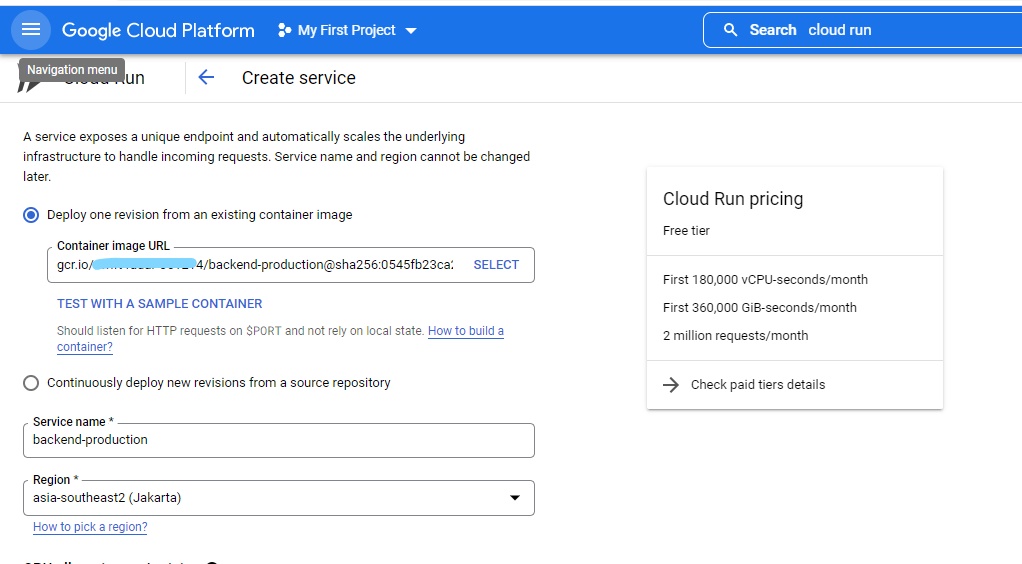 Google Cloud Platform
My First Project
Search cloud run
Navigation menu
Run
Create service
A service exposes a unique endpoint and automatically scales the underlying
infrastructure to handle incoming requests. Service name and region cannot be changed
later.
Deploy one revision from an existing container image
Container image URL
gcr.io/ 4/backend-production@sha256:0545fb23ca
SELECT
TEST WITH A SAMPLE CONTAINER
Should listen for HTTP requests on $PORT and not rely on local state. How to build a
container?
Continuously deploy new revisions from a source repository
Service name *
backend-production
Region *
asia-southeast2 (Jakarta)
How to pick a region?
Cloud Run pricing
Free tier
First 180,000 vCPU-seconds/month
First 360,000 GiB-seconds/month
2 million requests/month
Check paid tiers details